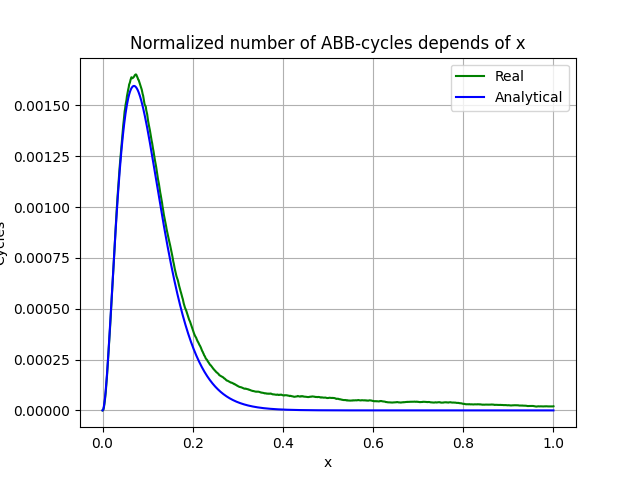 Normalized number of ABB-cycles depends of x
Real
Analytical
0.00150
0.00125
0.00100
0.00075
0.00050
0.00025
0.00000
0.0 0.2 0.4 0.6 0.8 1.0
x